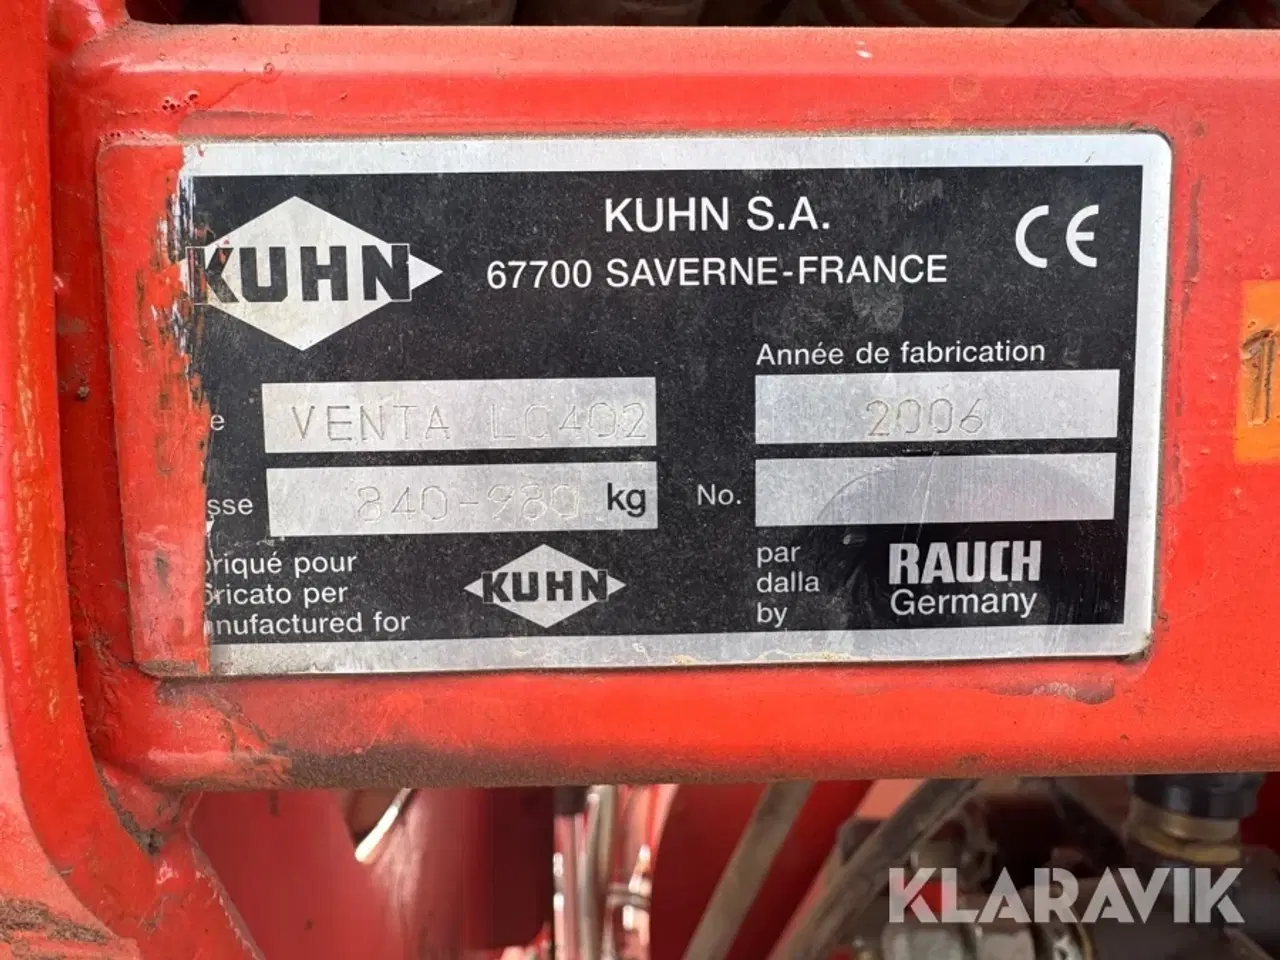 KUHN
KUHN S.A.
67700 SAVERNE-FRANCE
CE
Année de fabrication
e VENTA LC402
2006
sse 840-980 kg
No.
briqué pour
bricato per
nufactured for
KUHN
par
dalla
by
RAUCH
Germany
1
KLARAVIK